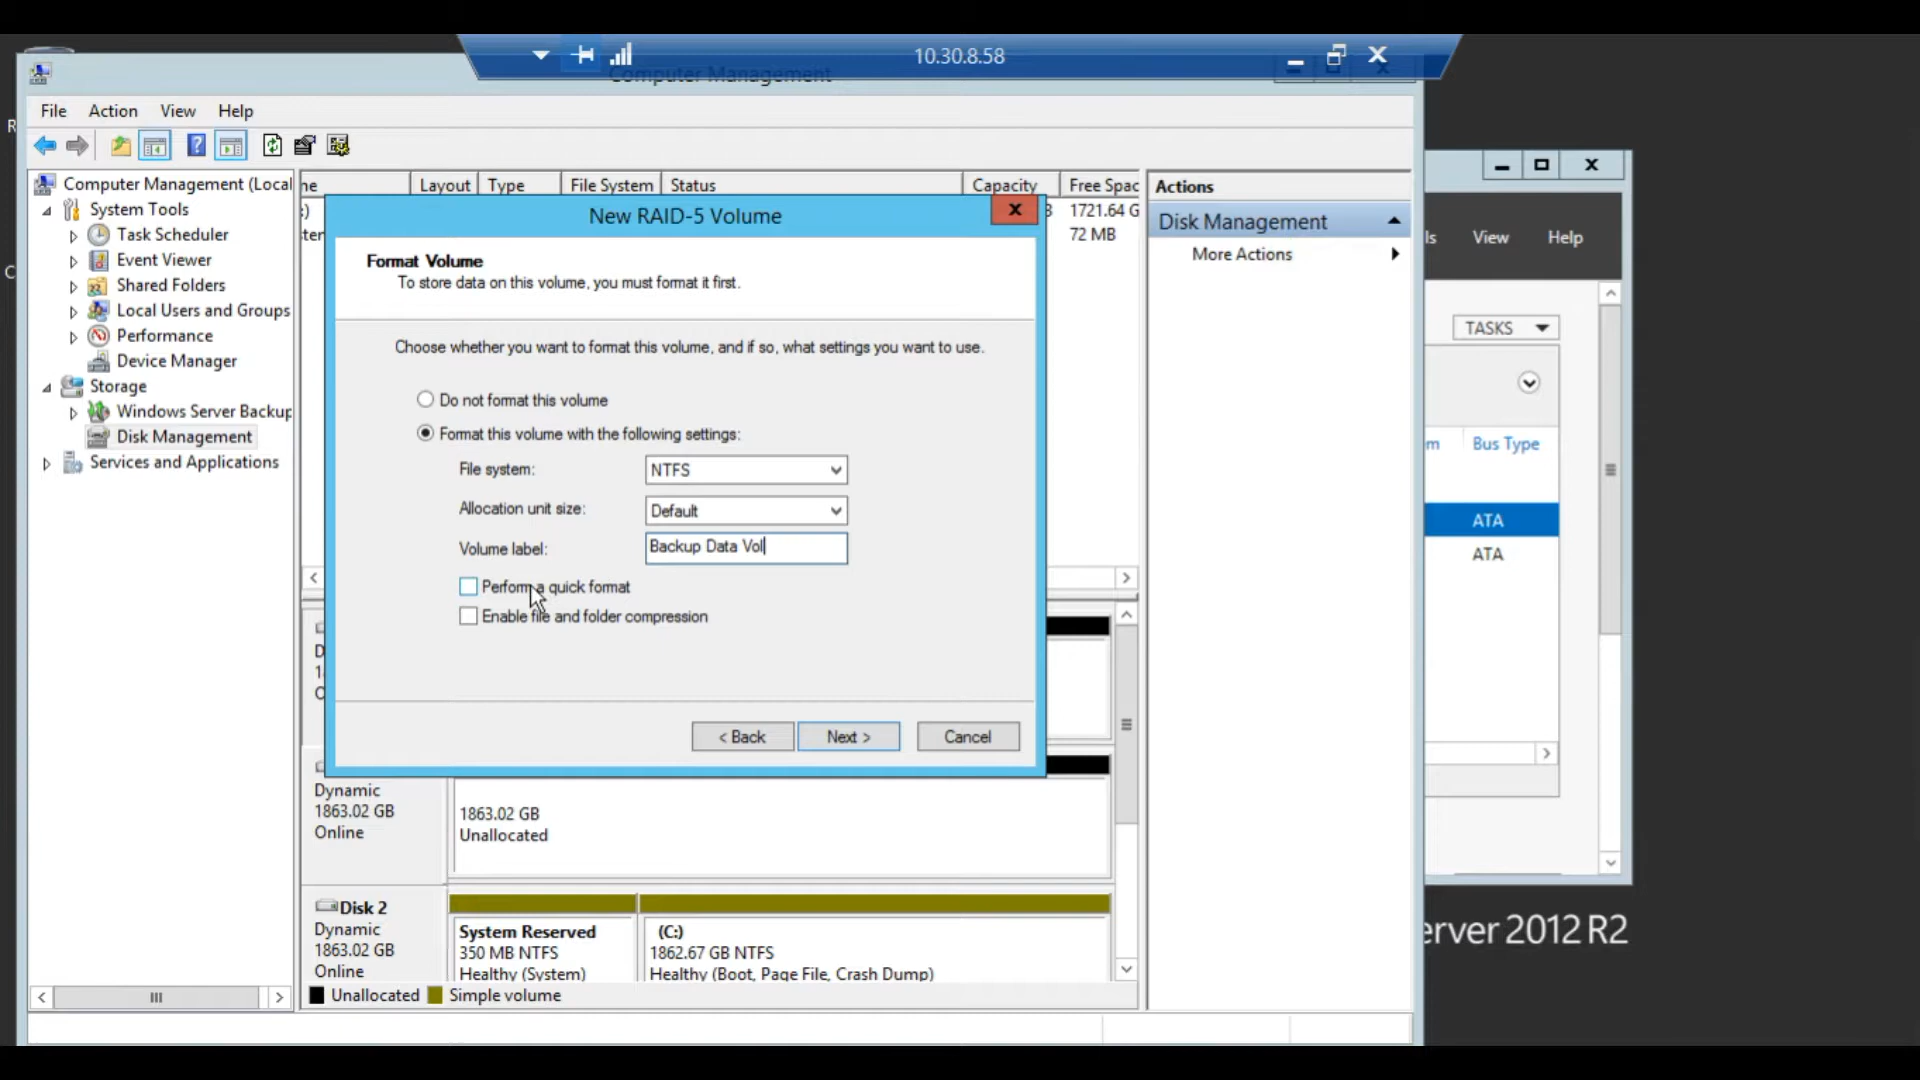 10.30.8.58
Computer Management
File Action View Help
Computer Management (Local
System Tools
Task Scheduler
Event Viewer
Shared Folders
Local Users and Groups
Performance
Device Manager
Storage
Windows Server Backup
Disk Management
Services and Applications
me Layout Type File System Status Capacity Free Spac
:) 3 1721.64 G
ster 72 MB
New RAID-5 Volume
Format Volume
To store data on this volume, you must format it first.
Choose whether you want to format this volume, and if so, what settings you want to use.
Do not format this volume
Format this volume with the following settings:
File system: NTFS
Allocation unit size: Default
Volume label: Backup Data Vol
Perform a quick format
Enable file and folder compression
< Back Next > Cancel
D
18
O
Dynamic
1863.02 GB
Online
1863.02 GB
Unallocated
Disk 2
Dynamic
1863.02 GB
Online
System Reserved
350 MB NTFS
Healthy (System)
(C:)
1862.67 GB NTFS
Healthy (Boot, Page File, Crash Dump)
Unallocated Simple volume
Actions
Disk Management
More Actions
ls View Help
TASKS
m Bus Type
ATA
ATA
erver 2012 R2
R
C